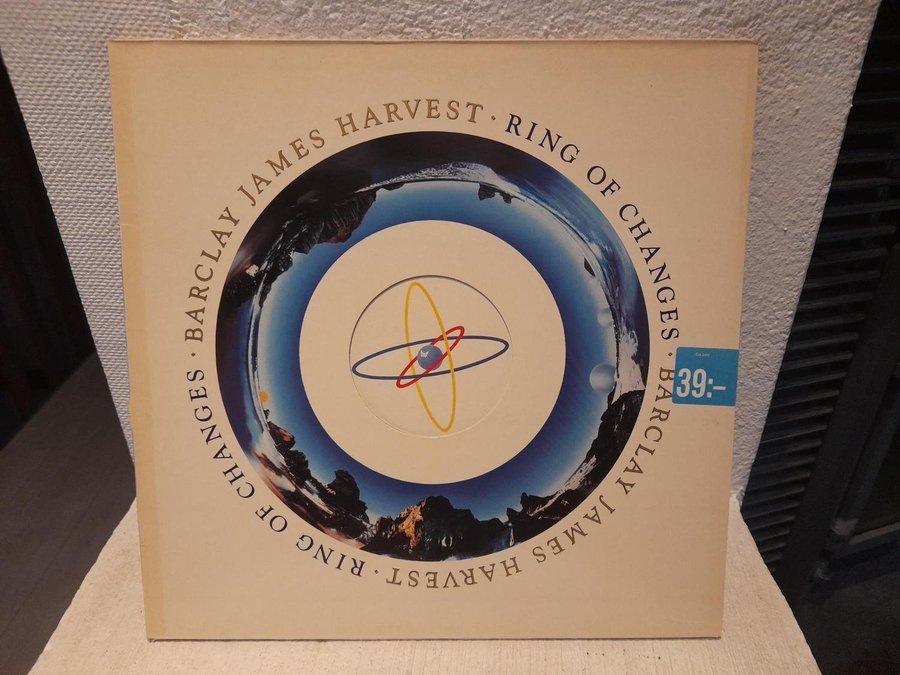 BARCLAY JAMES HARVEST · RING OF CHANGES · BARCLAY JAMES HARVEST · RING OF CHANGES ·
39:-